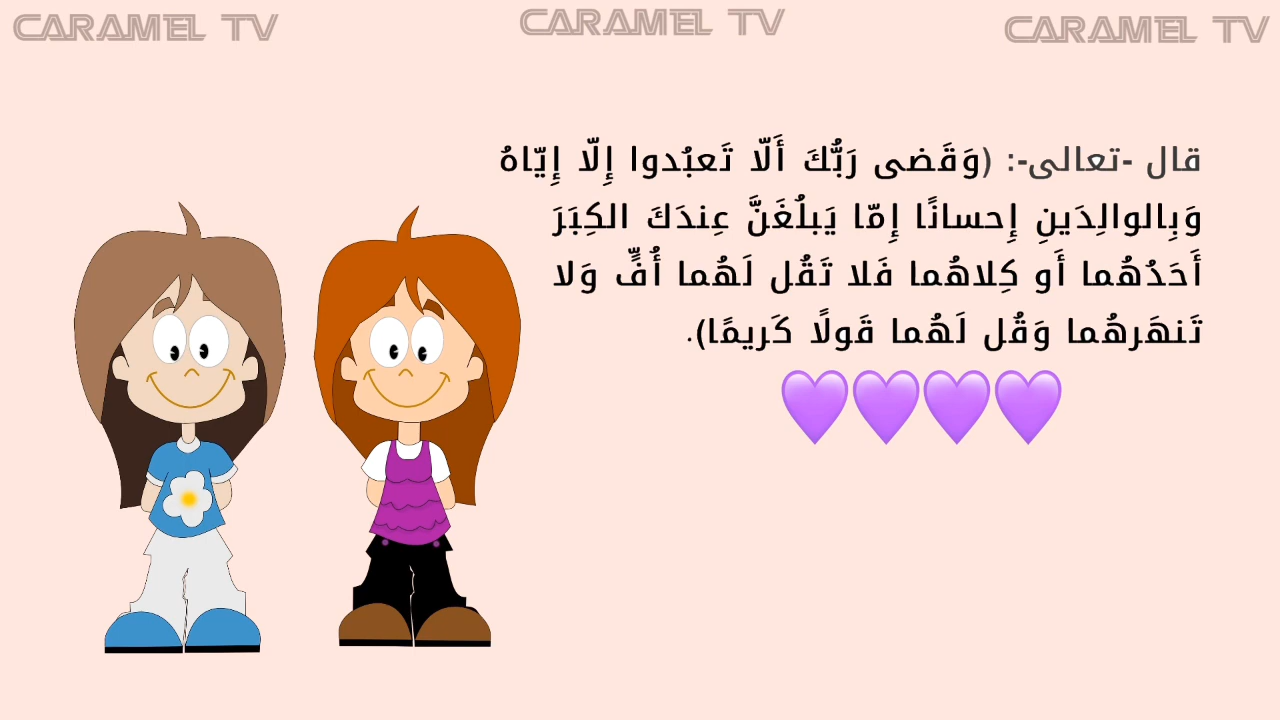 CARAMEL TV
CARAMEL TV
CARAMEL TV
قال -تعالى-: (وَقَضى رَبُّكَ أَلّا تَعبُدوا إِلّا إِيّاهُ
وَبِالوالِدَينِ إِحسانًا إِمّا يَبلُغَنَّ عِندَكَ الكِبَرَ
أَحَدُهُما أَو كِلاهُما فَلا تَقُل لَهُما أُفٍّ وَلا
تَنهَرهُما وَقُل لَهُما قَولًا كَريمًا).